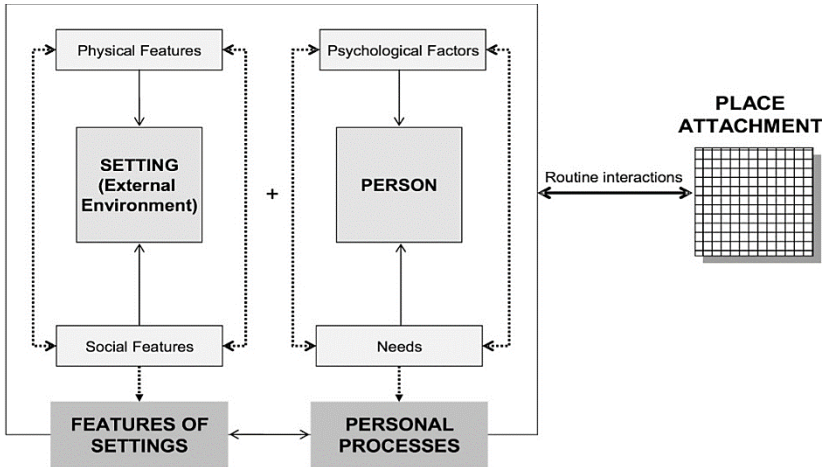 Physical Features
Psychological Factors
PLACE
ATTACHMENT
SETTING
(External
Environment)
+
PERSON
Routine interactions
Social Features
Needs
FEATURES OF
SETTINGS
PERSONAL
PROCESSES